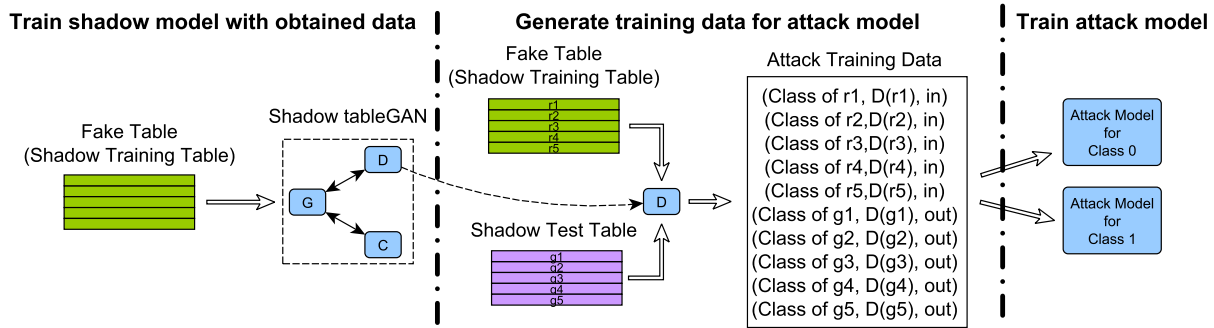 Train shadow model with obtained data
Generate training data for attack model
Train attack model
Fake Table
(Shadow Training Table)
Shadow tableGAN
D
G
C
Fake Table
(Shadow Training Table)
r1
r2
r3
r4
r5
D
Shadow Test Table
g1
g2
g3
g4
g5
Attack Training Data
(Class of r1, D(r1), in)
(Class of r2,D(r2), in)
(Class of r3,D(r3), in)
(Class of r4,D(r4), in)
(Class of r5,D(r5), in)
(Class of g1, D(g1), out)
(Class of g2, D(g2), out)
(Class of g3, D(g3), out)
(Class of g4, D(g4), out)
(Class of g5, D(g5), out)
Attack Model
for
Class 0
Attack Model
for
Class 1